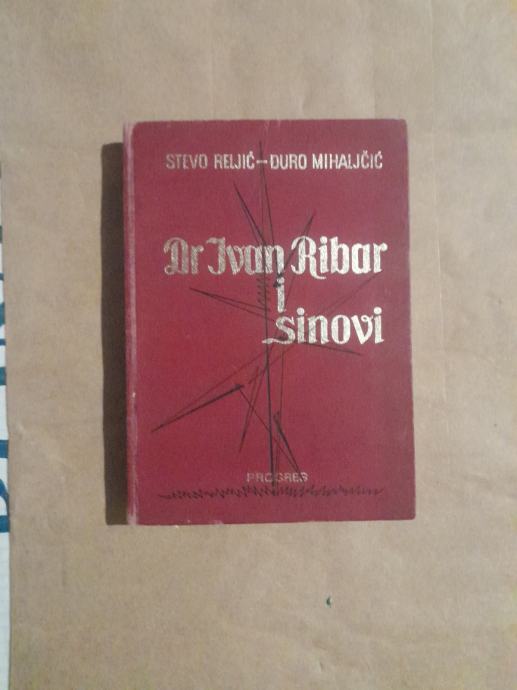 STEVO RELJIĆ — ĐURO MIHALJČIĆ
Dr Ivan Ribar
i
sinovi
PROGRES